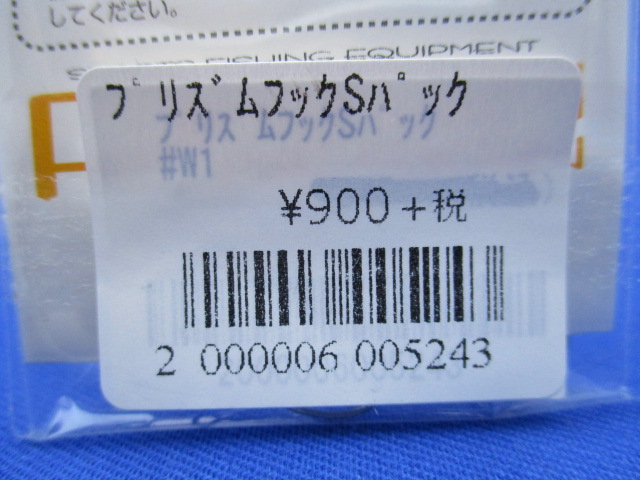 してください。
FISHING EQUIPMENT
ﾌﾟﾘｽﾞﾑﾌｯｸSﾊﾟｯｸ
ﾌﾟﾘｽﾞﾑﾌｯｸSﾊﾟｯｸ
#W1
¥900+税
2 000006 005243